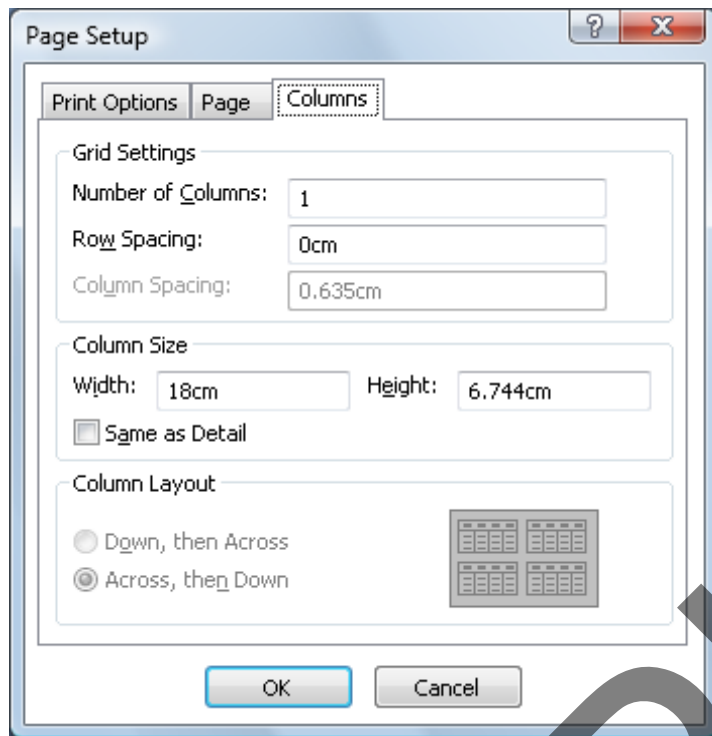 Page Setup
Print Options Page Columns
Grid Settings
Number of Columns: 1
Row Spacing: 0cm
Column Spacing: 0.635cm
Column Size
Width: 18cm Height: 6.744cm
Same as Detail
Column Layout
Down, then Across
Across, then Down
OK Cancel